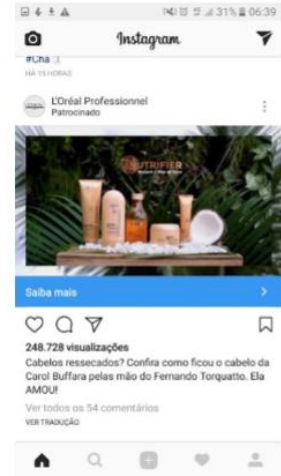 31% 06:39
Instagram
#Cha
HÁ 15 HORAS
L'Oréal Professionnel
Patrocinado
NUTRIFIER
Saiba mais
248.728 visualizações
Cabelos ressecados? Confira como ficou o cabelo da
Carol Buffara pelas mão do Fernando Torquatto. Ela
AMOU!
Ver todos os 54 comentários
VER TRADUÇÃO